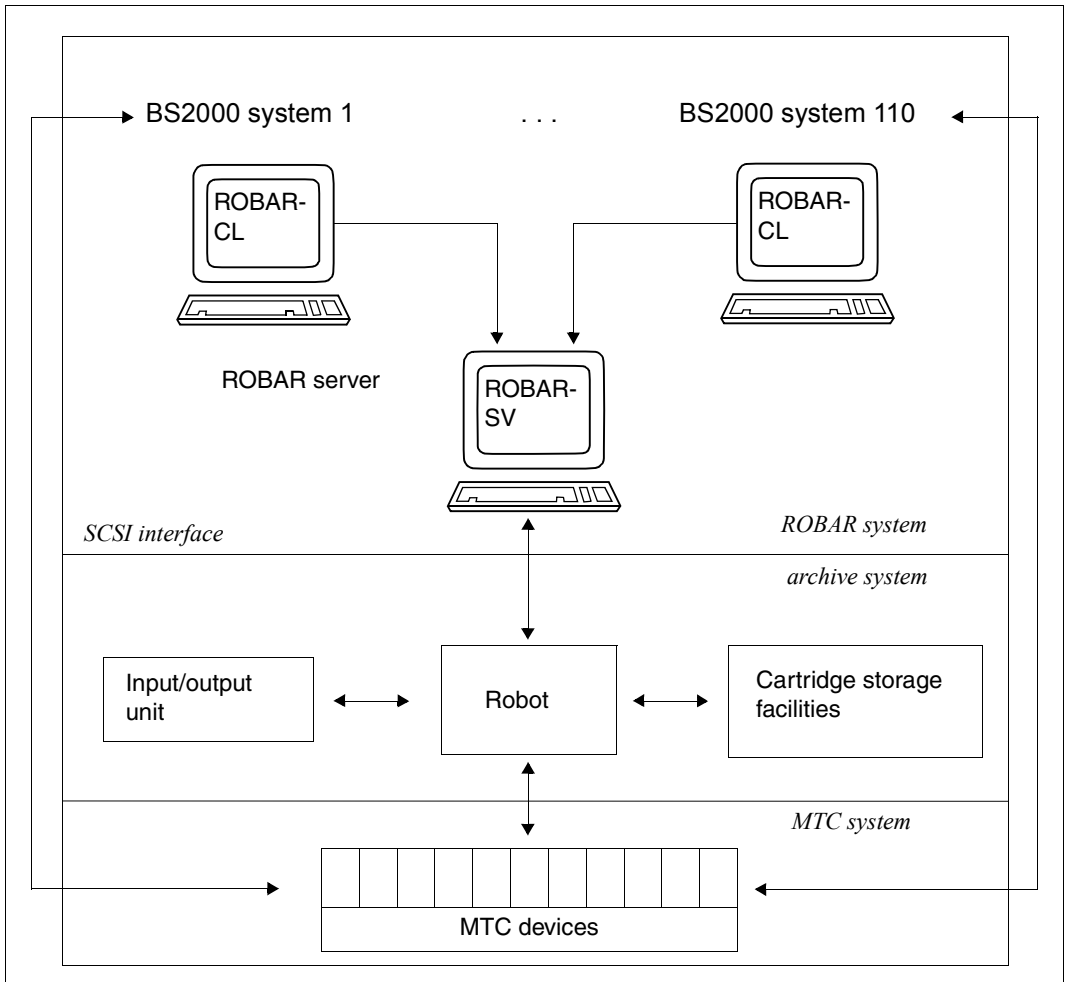 BS2000 system 1
. . .
BS2000 system 110
ROBAR-
CL
ROBAR-
CL
ROBAR server
ROBAR-
SV
SCSI interface
ROBAR system
archive system
Input/output
unit
Robot
Cartridge storage
facilities
MTC system
MTC devices